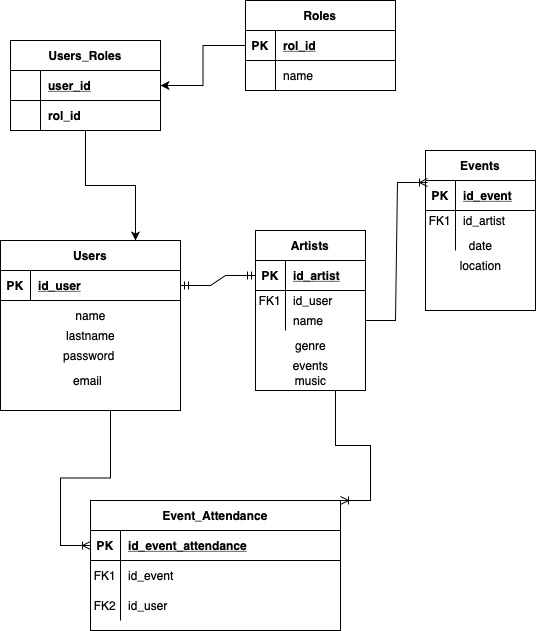 Roles
PK rol_id
name
Users_Roles
user_id
rol_id
Events
PK id_event
FK1 id_artist
date
location
Users
PK id_user
name
lastname
password
email
Artists
PK id_artist
FK1 id_user
name
genre
events
music
Event_Attendance
PK id_event_attendance
FK1 id_event
FK2 id_user